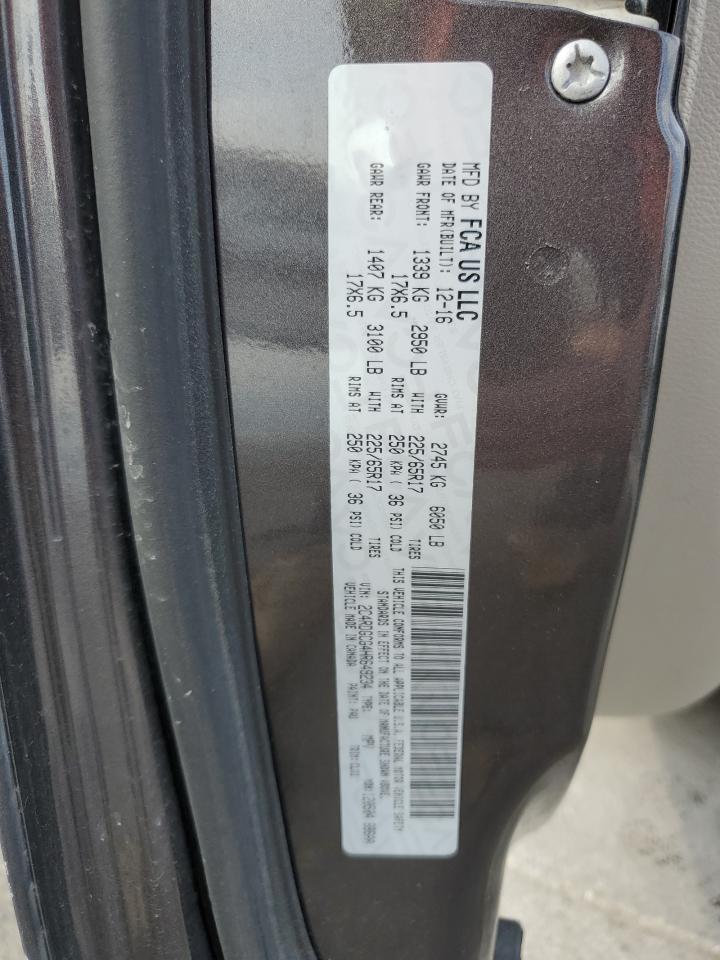 MFD BY FCA US LLC
DATE OF MFR(BUILT): 12-16 GVWR: 2745 KG 6050 LB
GAWR FRONT: 1339 KG 2950 LB WITH 225/65R17 TIRES
17X6.5 RIMS AT 250 KPA( 36 PSI) COLD
GAWR REAR: 1407 KG 3100 LB WITH 225/65R17 TIRES
17X6.5 RIMS AT 250 KPA( 36 PSI) COLD
THIS VEHICLE CONFORMS TO ALL APPLICABLE U.S.A. FEDERAL MOTOR VEHICLE SAFETY
STANDARDS IN EFFECT ON THE DATE OF MANUFACTURE SHOWN ABOVE.
VIN: 2C4RDGCG4HR649234 TYPE: MPV
VEHICLE MADE IN CANADA PAINT: TRIM: